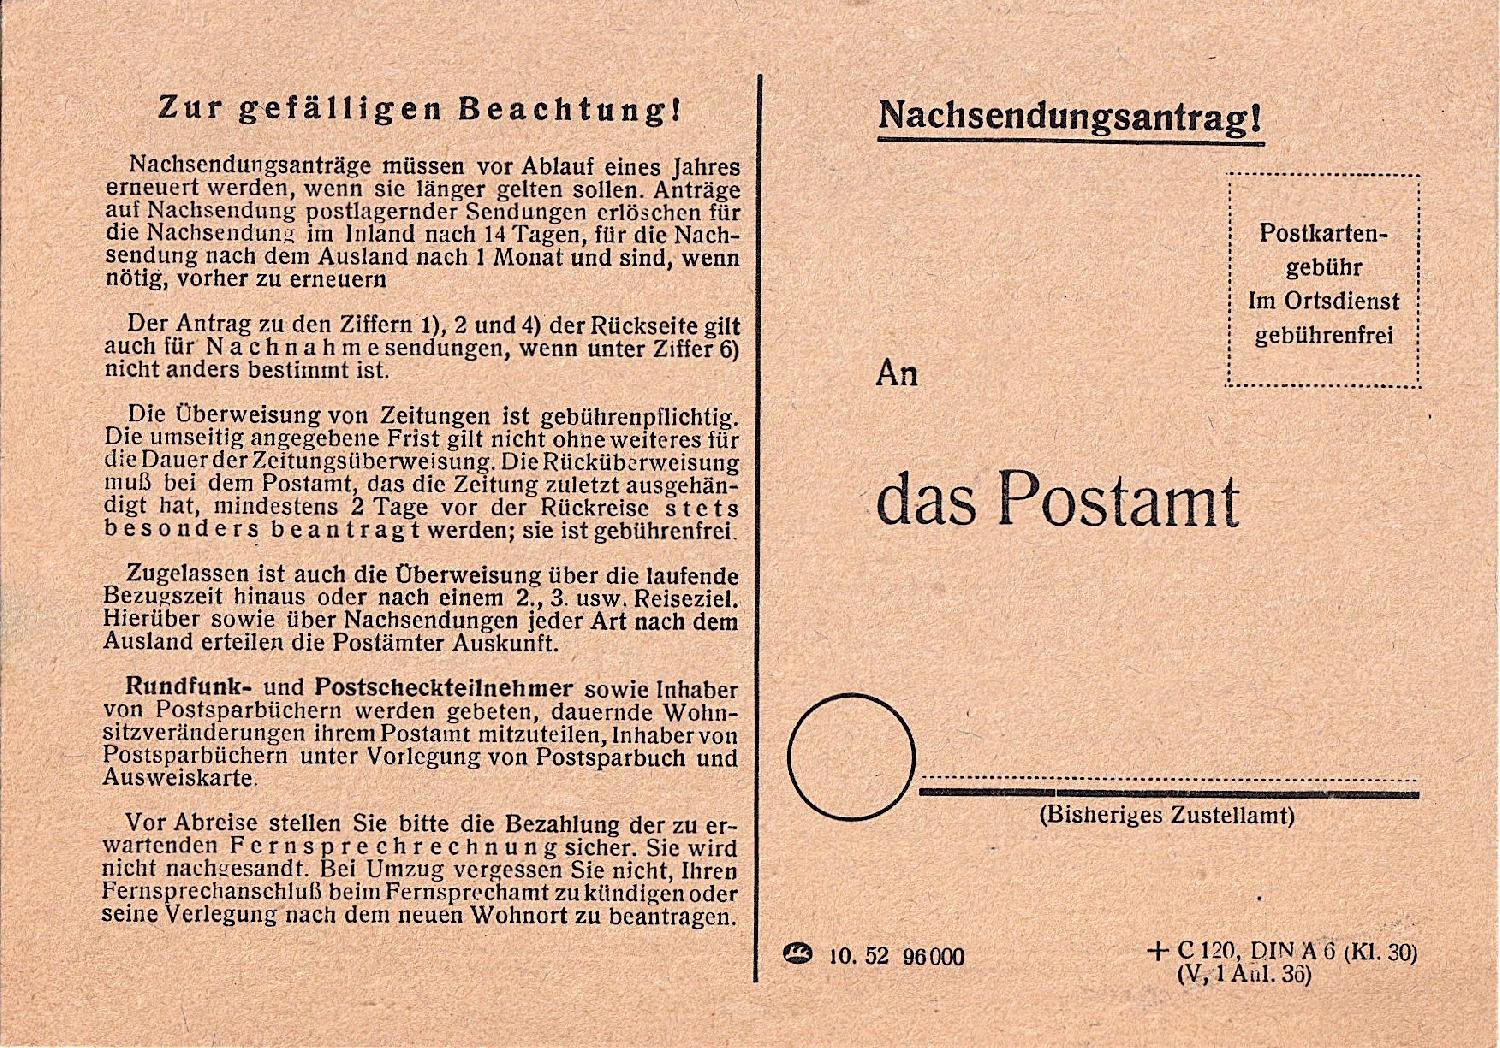 Zur gefälligen Beachtung!
Nachsendungsanträge müssen vor Ablauf eines Jahres
erneuert werden, wenn sie länger gelten sollen. Anträge
auf Nachsendung postlagernder Sendungen erlöschen für
die Nachsendung im Inland nach 14 Tagen, für die Nach-
sendung nach dem Ausland nach 1 Monat und sind, wenn
nötig, vorher zu erneuern
Der Antrag zu den Ziffern 1), 2 und 4) der Rückseite gilt
auch für Nachnahmesendungen, wenn unter Ziffer 6)
nicht anders bestimmt ist.
Die Überweisung von Zeitungen ist gebührenpflichtig.
Die umseitig angegebene Frist gilt nicht ohne weiteres für
die Dauer der Zeitungsüberweisung. Die Rücküberweisung
muß bei dem Postamt, das die Zeitung zuletzt ausgehän-
digt hat, mindestens 2 Tage vor der Rückreise stets
besonders beantragt werden; sie ist gebührenfrei.
Zugelassen ist auch die Überweisung über die laufende
Bezugszeit hinaus oder nach einem 2., 3. usw. Reiseziel.
Hierüber sowie über Nachsendungen jeder Art nach dem
Ausland erteilen die Postämter Auskunft.
Rundfunk- und Postscheckteilnehmer sowie Inhaber
von Postsparbüchern werden gebeten, dauernde Wohn-
sitzveränderungen ihrem Postamt mitzuteilen, Inhaber von
Postsparbüchern unter Vorlegung von Postsparbuch und
Ausweiskarte.
Vor Abreise stellen Sie bitte die Bezahlung der zu er-
wartenden Fernsprechrechnung sicher. Sie wird
nicht nachgesandt. Bei Umzug vergessen Sie nicht, Ihren
Fernsprechanschluß beim Fernsprechamt zu kündigen oder
seine Verlegung nach dem neuen Wohnort zu beantragen.
Nachsendungsantrag!
Postkarten-
gebühr
Im Ortsdienst
gebührenfrei
An
das Postamt
(Bisheriges Zustellamt)
10. 52 96000
+ C 120, DIN A 6 (Kl. 30)
(V, 1 Aul. 36)